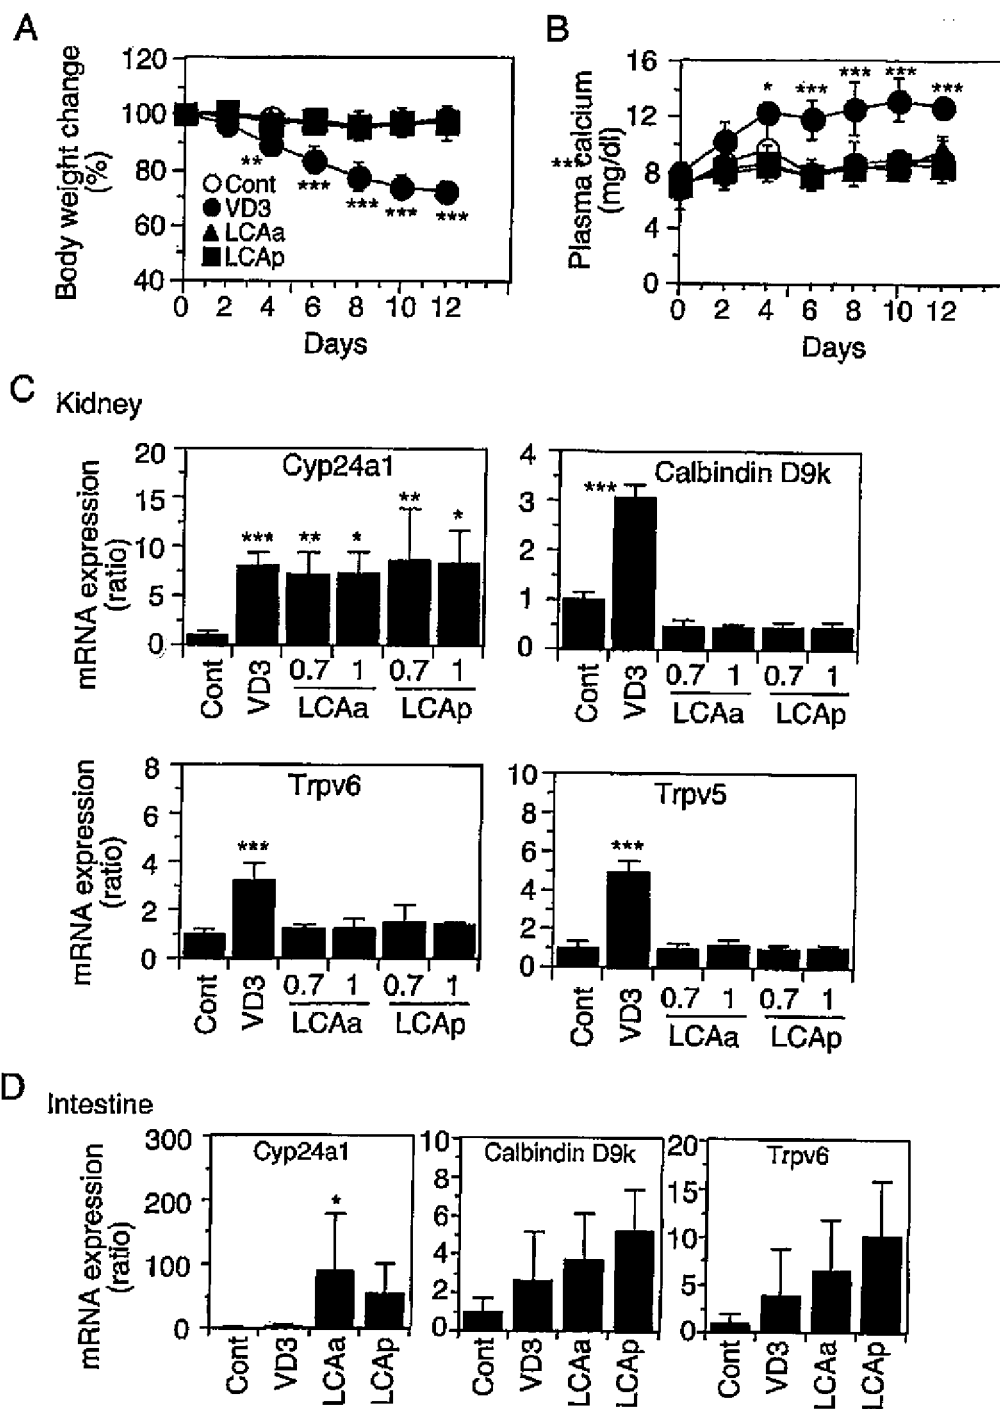 A
Body weight change
(%)
120
100
80
60
40
**
***
***
***
***
Cont
VD3
LCAa
LCAp
0 2 4 6 8 10 12
Days
B
Plasma calcium
(mg/dl)
***
16
12
8
4
0
* *** *** *** ***
0 2 4 6 8 10 12
Days
C
Kidney
mRNA expression
(ratio)
20
15
10
5
0
Cyp24a1
*** ** * ** *
Cont VD3 0.7 1 0.7 1
LCAa LCAp
4
3
2
1
0
Calbindin D9k
***
Cont VD3 0.7 1 0.7 1
LCAa LCAp
mRNA expression
(ratio)
8
6
4
2
0
Trpv6
***
Cont VD3 0.7 1 0.7 1
LCAa LCAp
10
8
6
4
2
0
Trpv5
***
Cont VD3 0.7 1 0.7 1
LCAa LCAp
D
Intestine
mRNA expression
(ratio)
300
200
100
0
Cyp24a1
*
Cont VD3 LCAa LCAp
10
8
6
4
2
0
Calbindin D9k
Cont VD3 LCAa LCAp
20
15
10
5
0
Trpv6
Cont VD3 LCAa LCAp